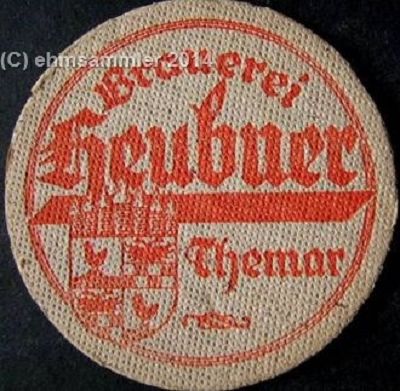 (C) ehmsammler 2014
Brauerei
Heubner
Themar